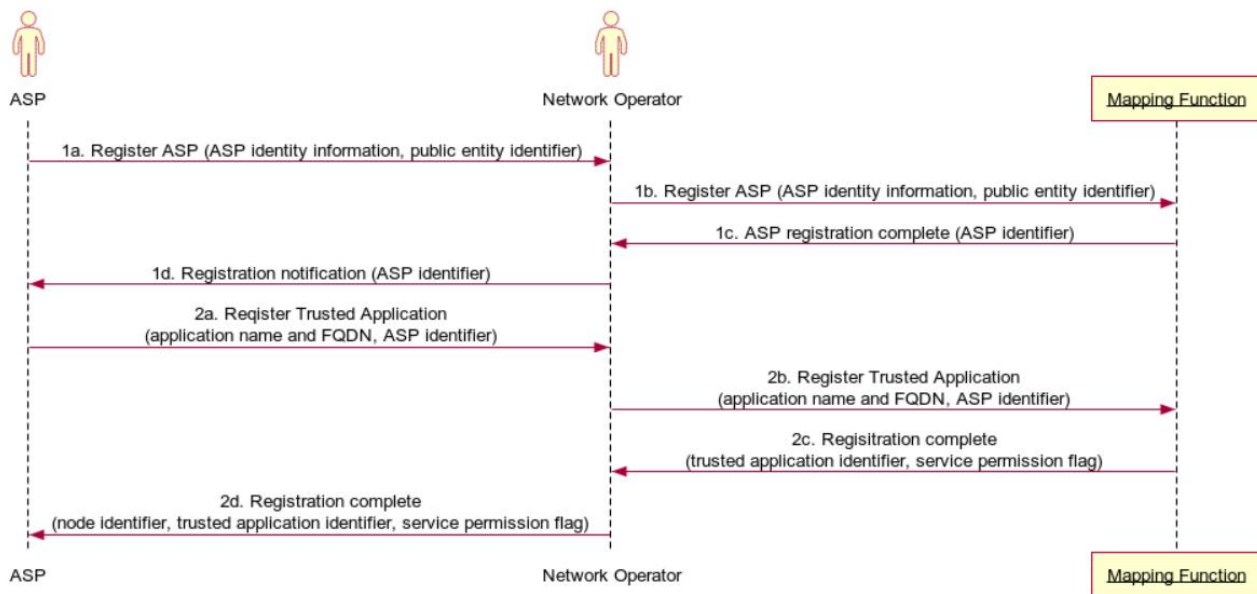 ASP
Network Operator
Mapping Function
1a. Register ASP (ASP identity information, public entity identifier)
1b. Register ASP (ASP identity information, public entity identifier)
1c. ASP registration complete (ASP identifier)
1d. Registration notification (ASP identifier)
2a. Reqister Trusted Application
(application name and FQDN, ASP identifier)
2b. Register Trusted Application
(application name and FQDN, ASP identifier)
2c. Regisitration complete
(trusted application identifier, service permission flag)
2d. Registration complete
(node identifier, trusted application identifier, service permission flag)
ASP
Network Operator
Mapping Function